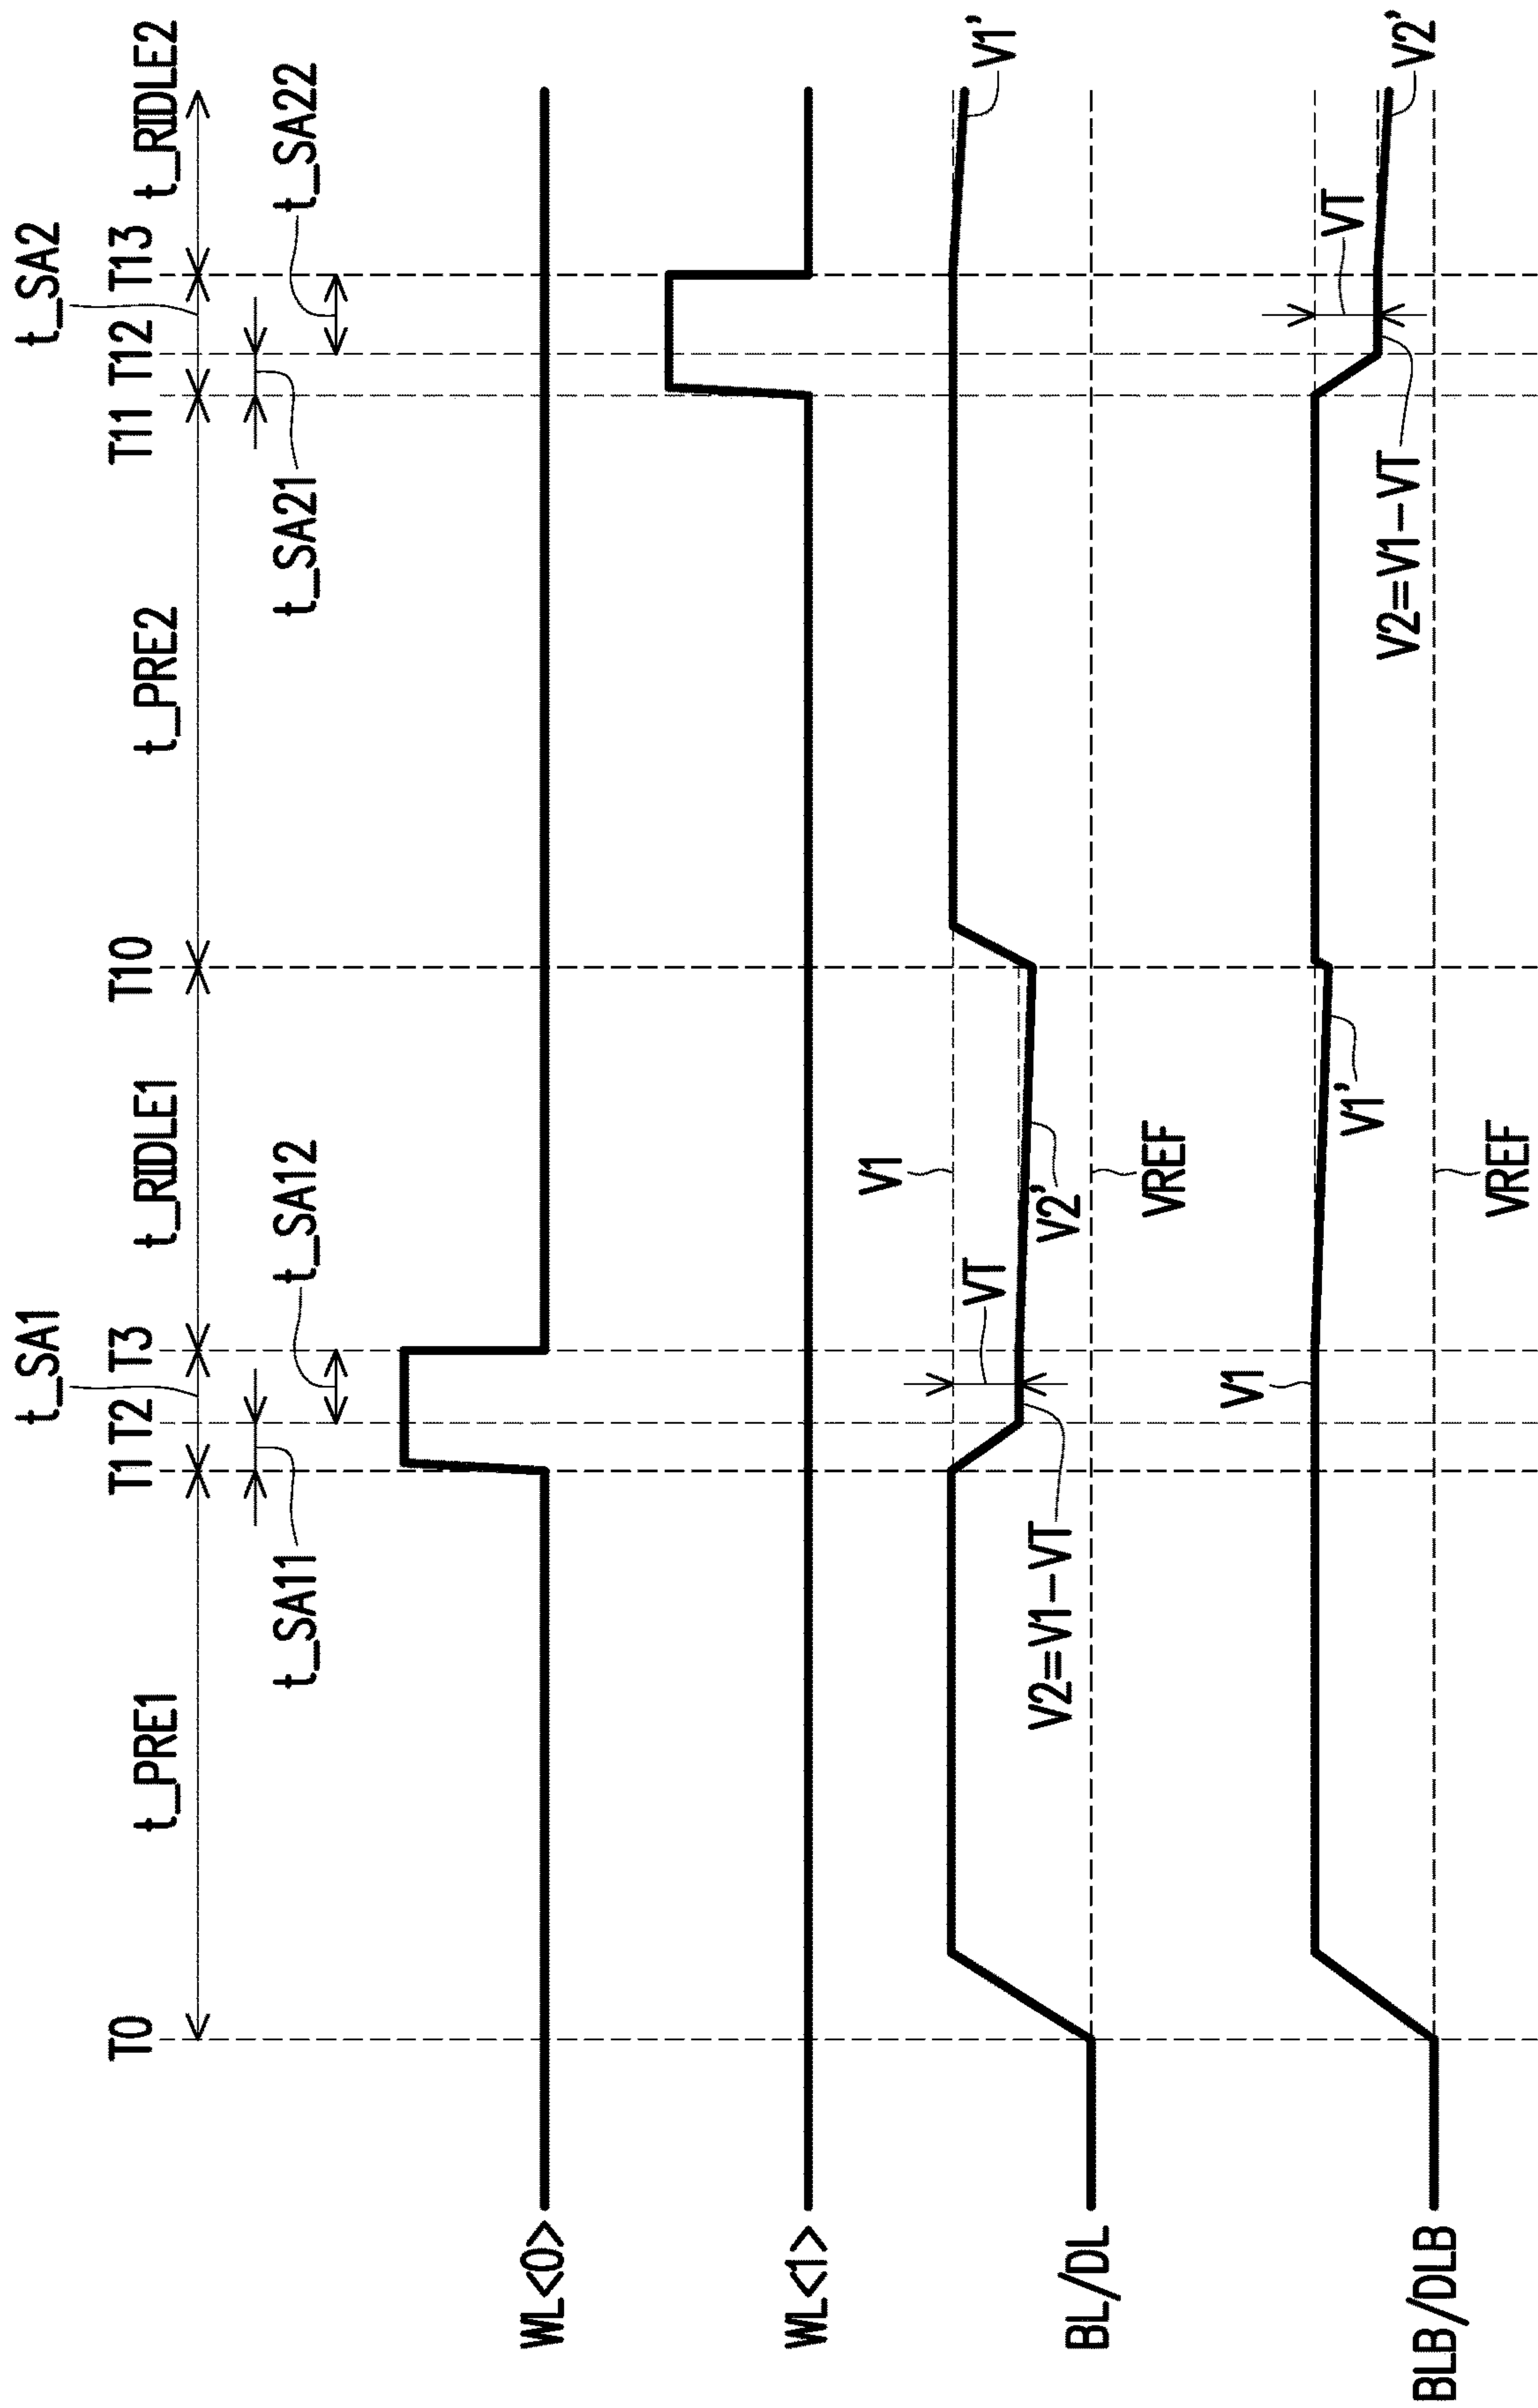 t_SA1
t_SA2
T0
t_PRE1
T1
T2
T3
t_RIDLE1
T10
t_PRE2
T11
T12
T13
t_RIDLE2
t_SA11
t_SA12
t_SA21
t_SA22
WL<0>
WL<1>
BL/DL
V2=V1-VT
VT
V1
V2'
VREF
V1'
BLB/DLB
V1
V1'
VREF
V2=V1-VT
VT
V2'